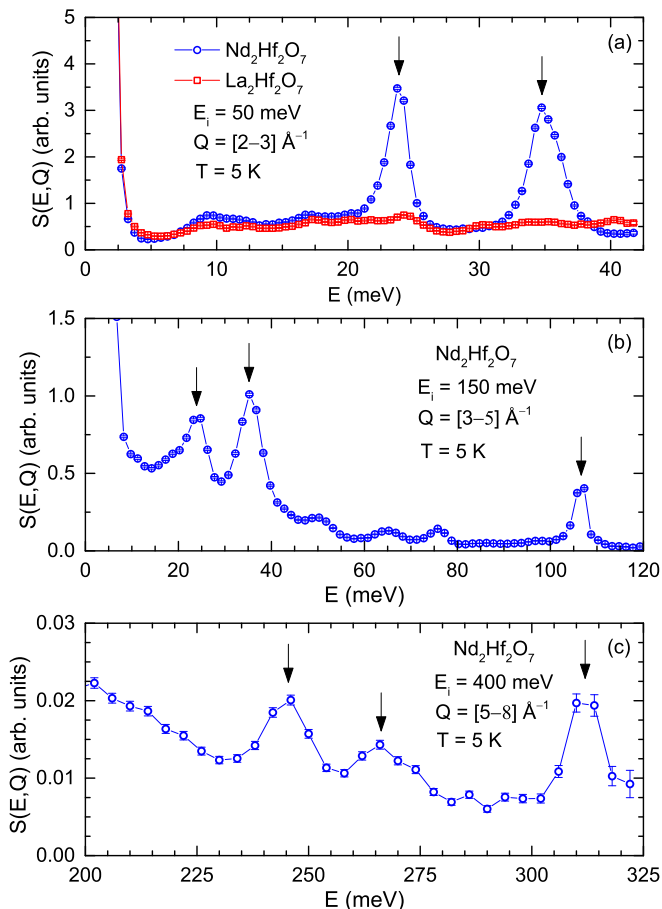 (a)
Nd₂Hf₂O₇
La₂Hf₂O₇
Eᵢ = 50 meV
Q = [2–3] Å⁻¹
T = 5 K
S(E,Q) (arb. units)
5
4
3
2
1
0
0 10 20 30 40
E (meV)
(b)
Nd₂Hf₂O₇
Eᵢ = 150 meV
Q = [3–5] Å⁻¹
T = 5 K
S(E,Q) (arb. units)
1.5
1.0
0.5
0.0
0 20 40 60 80 100 120
E (meV)
(c)
Nd₂Hf₂O₇
Eᵢ = 400 meV
Q = [5–8] Å⁻¹
T = 5 K
S(E,Q) (arb. units)
0.03
0.02
0.01
0.00
200 225 250 275 300 325
E (meV)